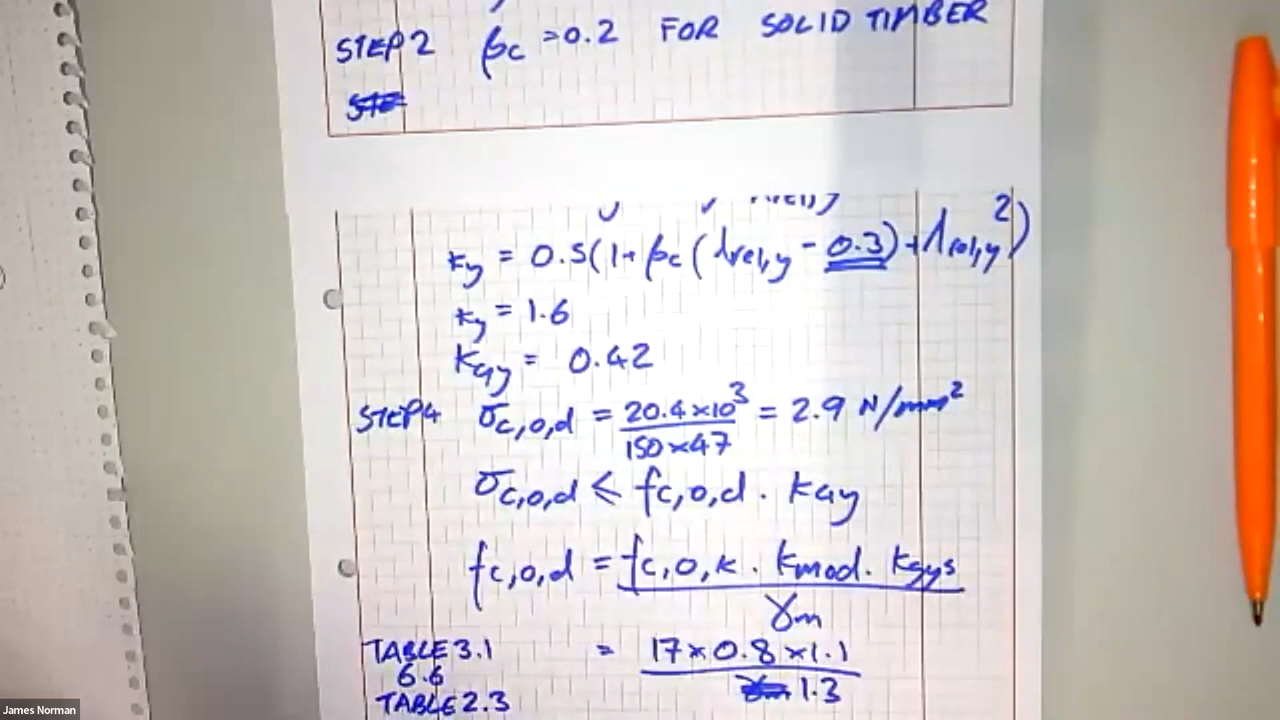 STEP 2 βc = 0.2 FOR SOLID TIMBER
ky = 0.5(1+ βc (λrel,y - 0.3) + λrel,y²)
ky = 1.6
kcy = 0.42
STEP 4 σc,0,d = 20.4×10³ / 150×47 = 2.9 N/mm²
σc,0,d ≤ fc,0,d . kcy
fc,0,d = fc,0,k . kmod . ksys / γm
TABLE 3.1 = 17 × 0.8 × 1.1 / 1.3
6.6
TABLE 2.3
James Norman